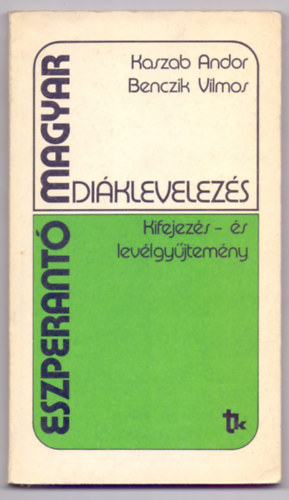 Kaszab Andor
Benczik Vilmos
MAGYAR
ESZPERANTÓ
DIÁKLEVELEZÉS
Kifejezés - és
levélgyűjtemény
tk